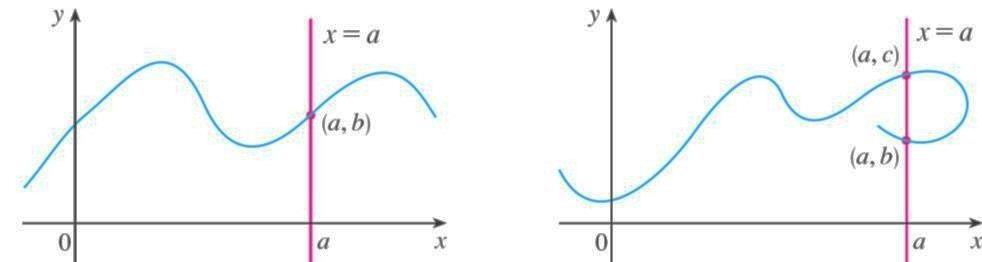 y
x = a
(a, b)
0
a
x
y
x = a
(a, c)
(a, b)
0
a
x